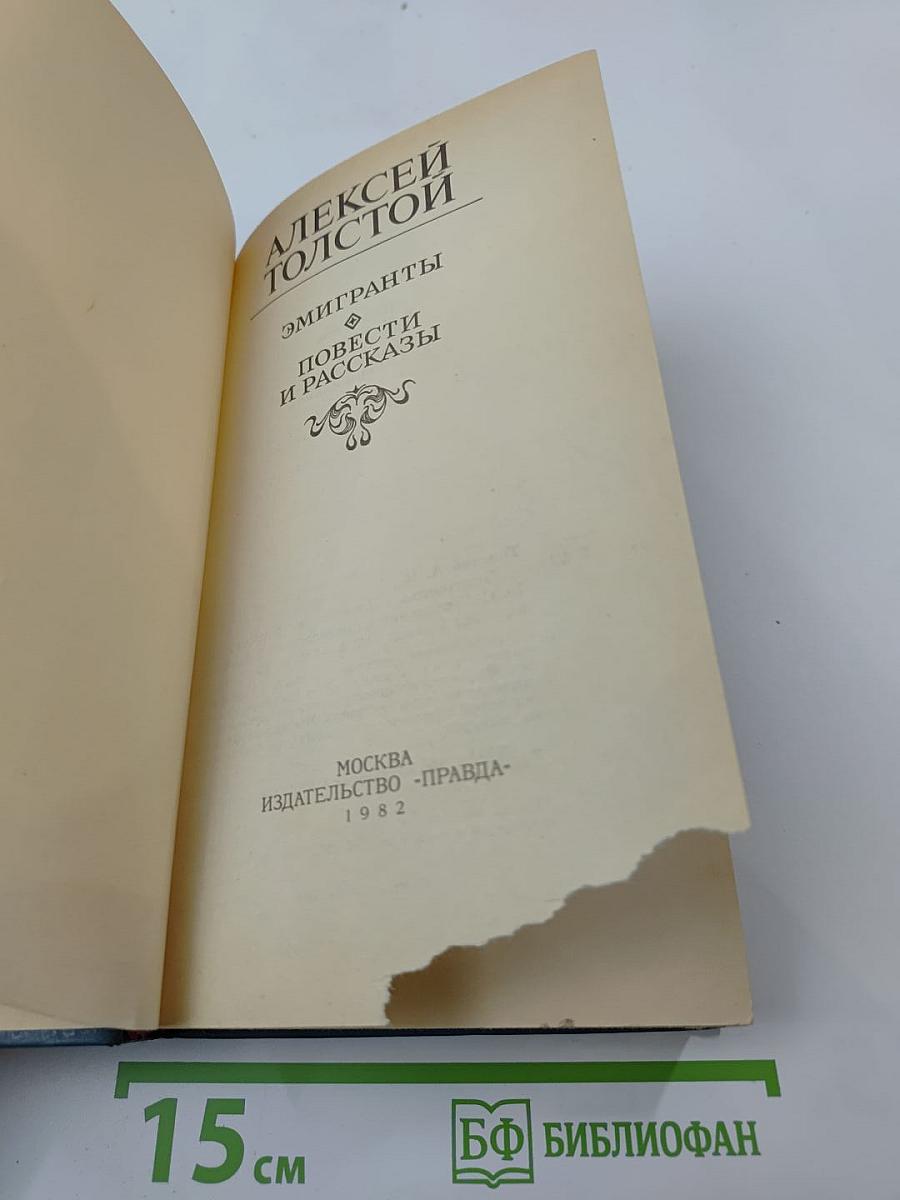 АЛЕКСЕЙ
ТОЛСТОЙ
ЭМИГРАНТЫ
ПОВЕСТИ
И РАССКАЗЫ
МОСКВА
ИЗДАТЕЛЬСТВО «ПРАВДА»
1982
15 см
БФ БИБЛИОФАН